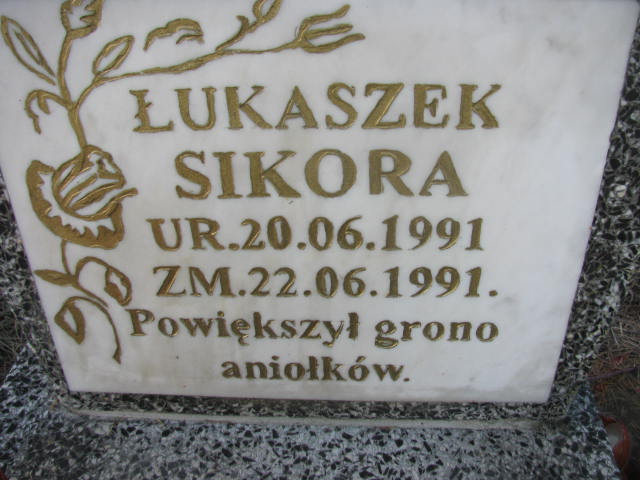 ŁUKASZEK
SIKORA
UR.20.06.1991
ZM.22.06.1991.
Powiększył grono
aniołków.